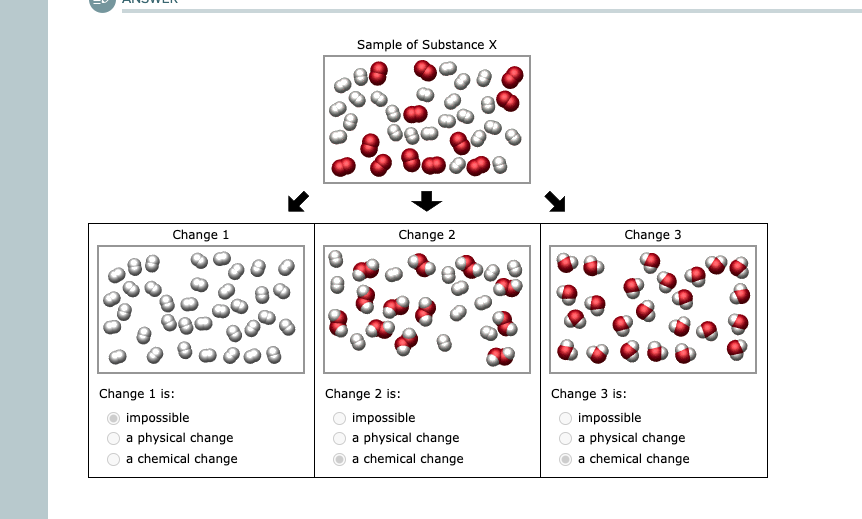 ANSWER
Sample of Substance X
Change 1
Change 2
Change 3
Change 1 is:
impossible
a physical change
a chemical change
Change 2 is:
impossible
a physical change
a chemical change
Change 3 is:
impossible
a physical change
a chemical change